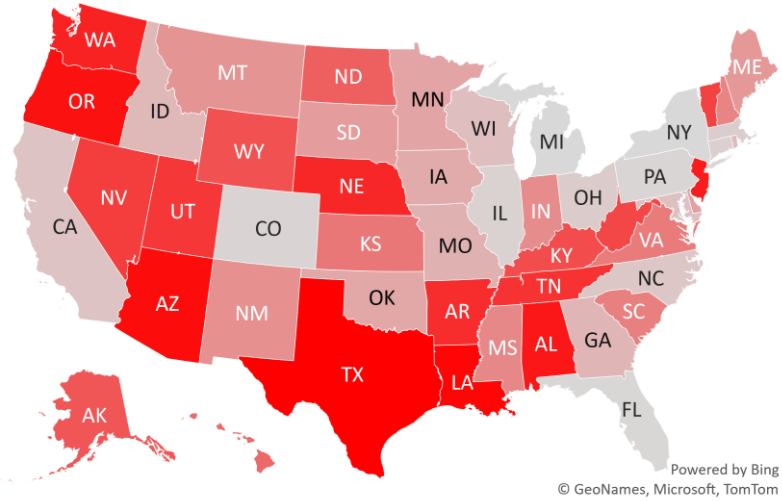 WA
ME
MT
ND
OR
MN
ID
SD
WI
NY
WY
MI
IA
PA
NE
NV
OH
IL
IN
UT
CO
CA
KS
MO
VA
KY
NC
TN
OK
AZ
NM
AR
SC
MS
AL
GA
TX
LA
AK
FL
Powered by Bing
© GeoNames, Microsoft, TomTom